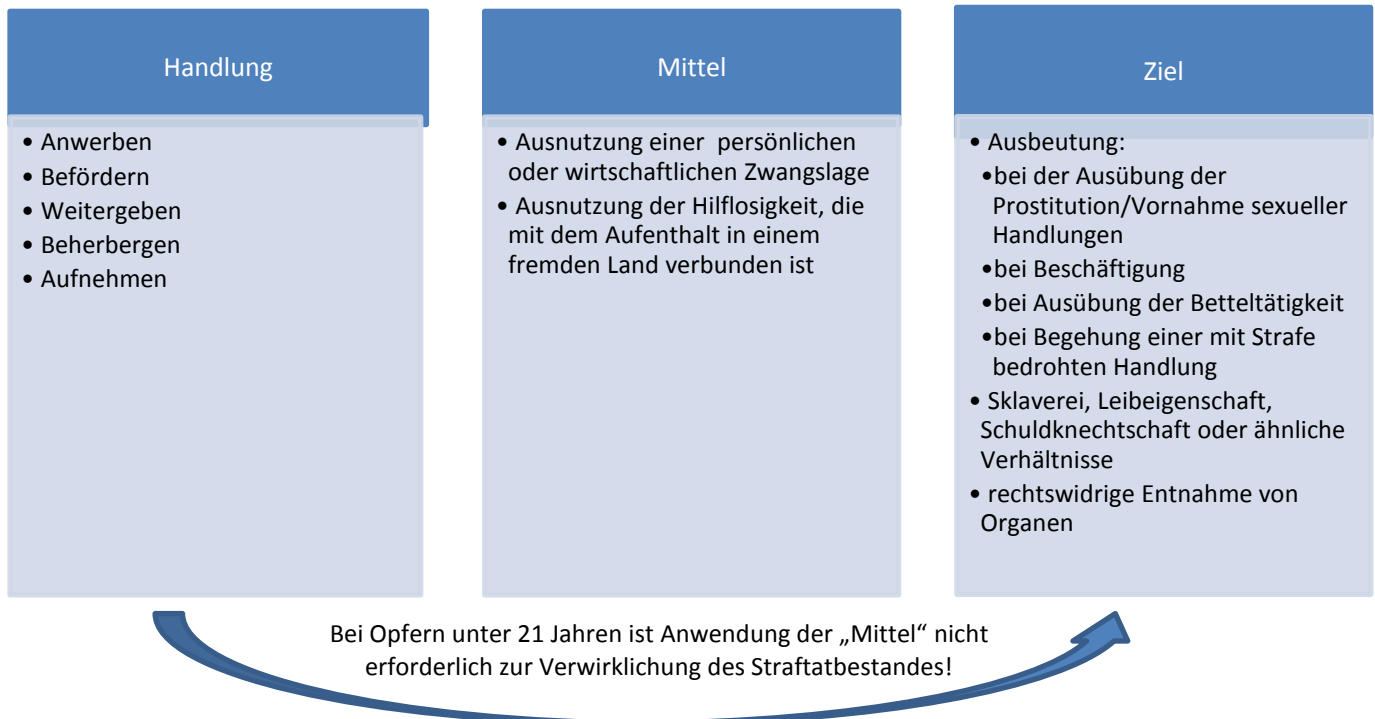 Handlung
• Anwerben
• Befördern
• Weitergeben
• Beherbergen
• Aufnehmen
Mittel
• Ausnutzung einer persönlichen
oder wirtschaftlichen Zwangslage
• Ausnutzung der Hilflosigkeit, die
mit dem Aufenthalt in einem
fremden Land verbunden ist
Ziel
• Ausbeutung:
•bei der Ausübung der
Prostitution/Vornahme sexueller
Handlungen
•bei Beschäftigung
•bei Ausübung der Betteltätigkeit
•bei Begehung einer mit Strafe
bedrohten Handlung
• Sklaverei, Leibeigenschaft,
Schuldknechtschaft oder ähnliche
Verhältnisse
• rechtswidrige Entnahme von
Organen
Bei Opfern unter 21 Jahren ist Anwendung der „Mittel“ nicht
erforderlich zur Verwirklichung des Straftatbestandes!